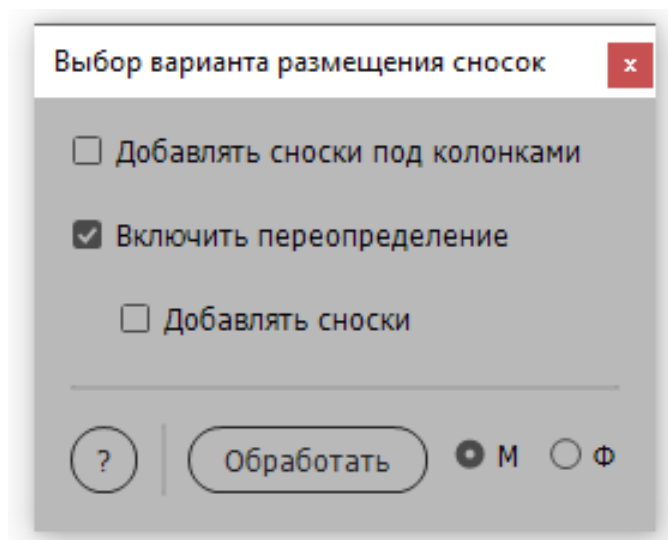 Выбор варианта размещения сносок x
Добавлять сноски под колонками
Включить переопределение
Добавлять сноски
? Обработать М Ф